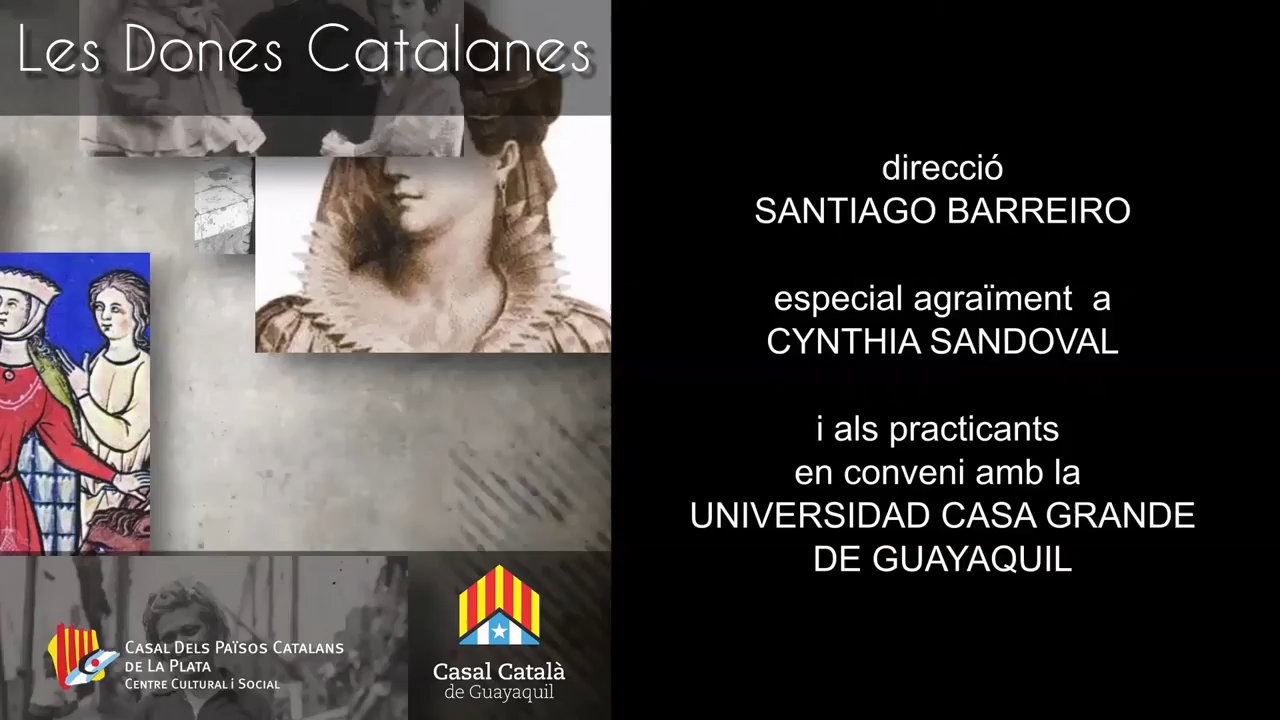 Les Dones Catalanes
direcció
SANTIAGO BARREIRO
especial agraïment a
CYNTHIA SANDOVAL
i als practicants
en conveni amb la
UNIVERSIDAD CASA GRANDE
DE GUAYAQUIL
CASAL DELS PAÏSOS CATALANS
DE LA PLATA
CENTRE CULTURAL i SOCIAL
Casal Català
de Guayaquil